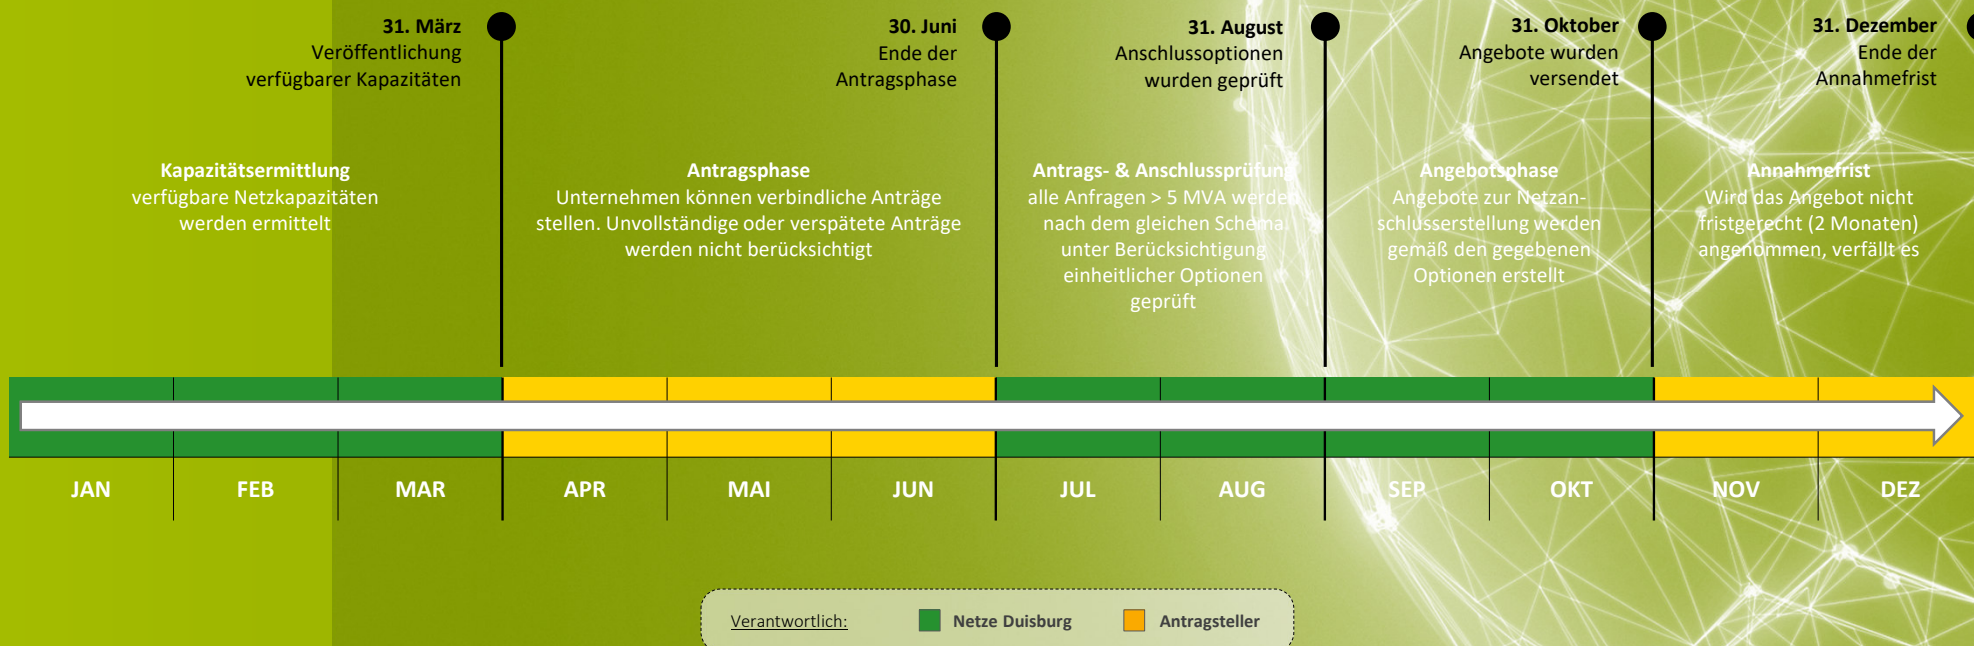 31. März
Veröffentlichung
verfügbarer Kapazitäten
30. Juni
Ende der
Antragsphase
31. August
Anschlussoptionen
wurden geprüft
31. Oktober
Angebote wurden
versendet
31. Dezember
Ende der
Annahmefrist
Kapazitätsermittlung
verfügbare Netzkapazitäten
werden ermittelt
Antragsphase
Unternehmen können verbindliche Anträge
stellen. Unvollständige oder verspätete Anträge
werden nicht berücksichtigt
Antrags- & Anschlussprüfung
alle Anfragen > 5 MVA werden
nach dem gleichen Schema
unter Berücksichtigung
einheitlicher Optionen
geprüft
Angebotsphase
Angebote zur Netzan-
schlusserstellung werden
gemäß den gegebenen
Optionen erstellt
Annahmefrist
Wird das Angebot nicht
fristgerecht (2 Monaten)
angenommen, verfällt es
JAN
FEB
MAR
APR
MAI
JUN
JUL
AUG
SEP
OKT
NOV
DEZ
Verantwortlich:
Netze Duisburg
Antragsteller